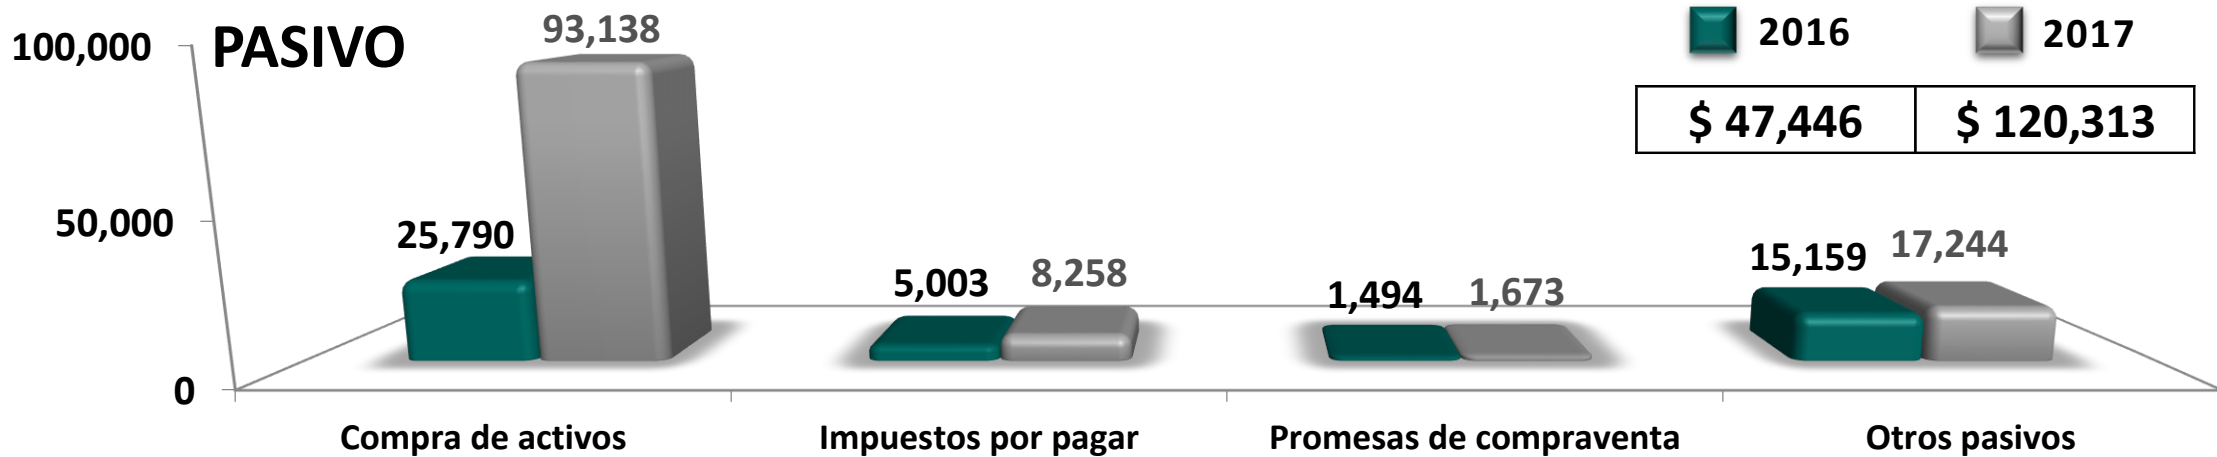 PASIVO
2016 2017
$ 47,446 $ 120,313
100,000
50,000
0
25,790 93,138
5,003 8,258
1,494 1,673
15,159 17,244
Compra de activos Impuestos por pagar Promesas de compraventa Otros pasivos